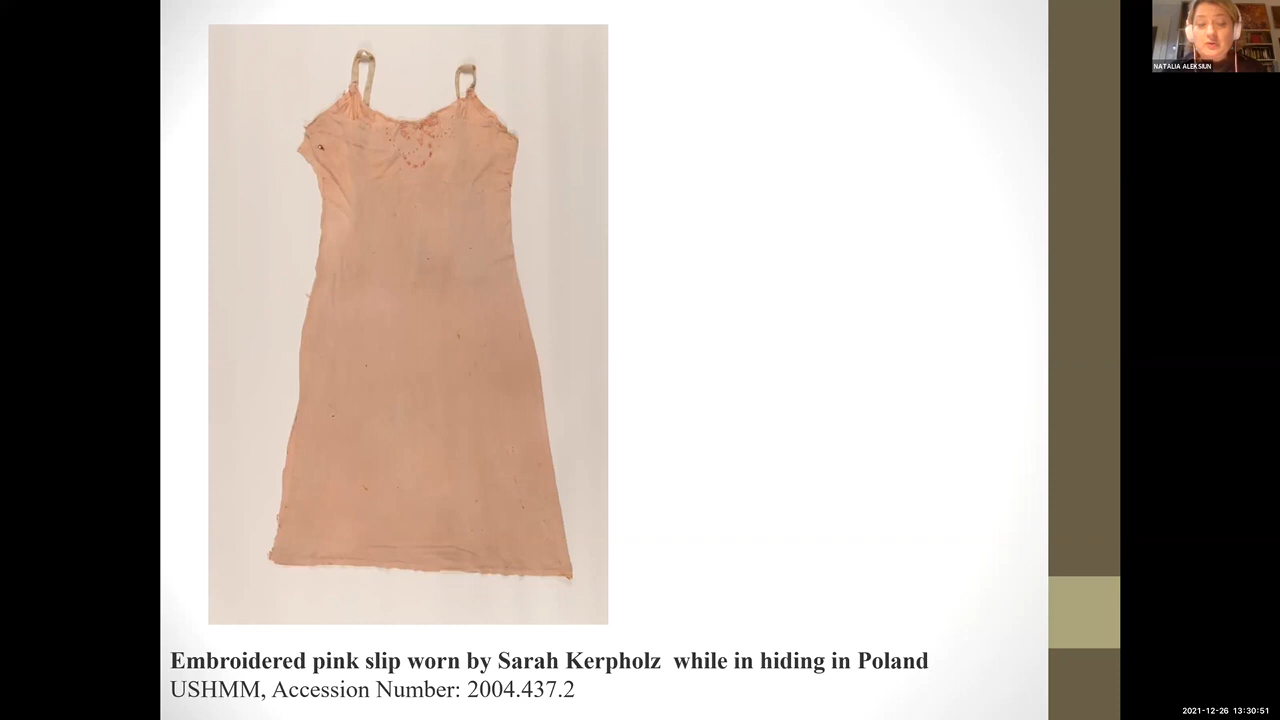 NATALIA ALEKSIUN
Embroidered pink slip worn by Sarah Kerpholz while in hiding in Poland
USHMM, Accession Number: 2004.437.2
2021-12-26 13:30:51